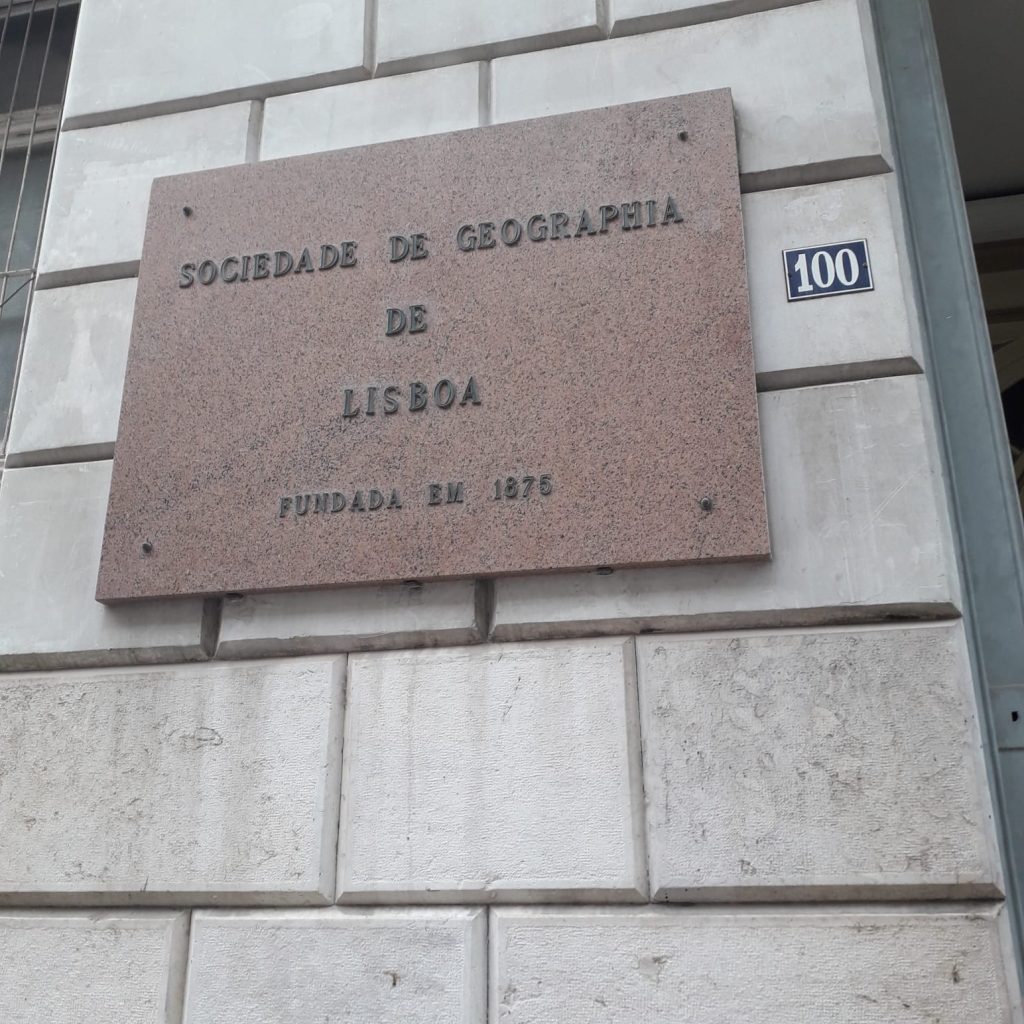 SOCIEDADE DE GEOGRAPHIA
DE
LISBOA
FUNDADA EM 1875
100